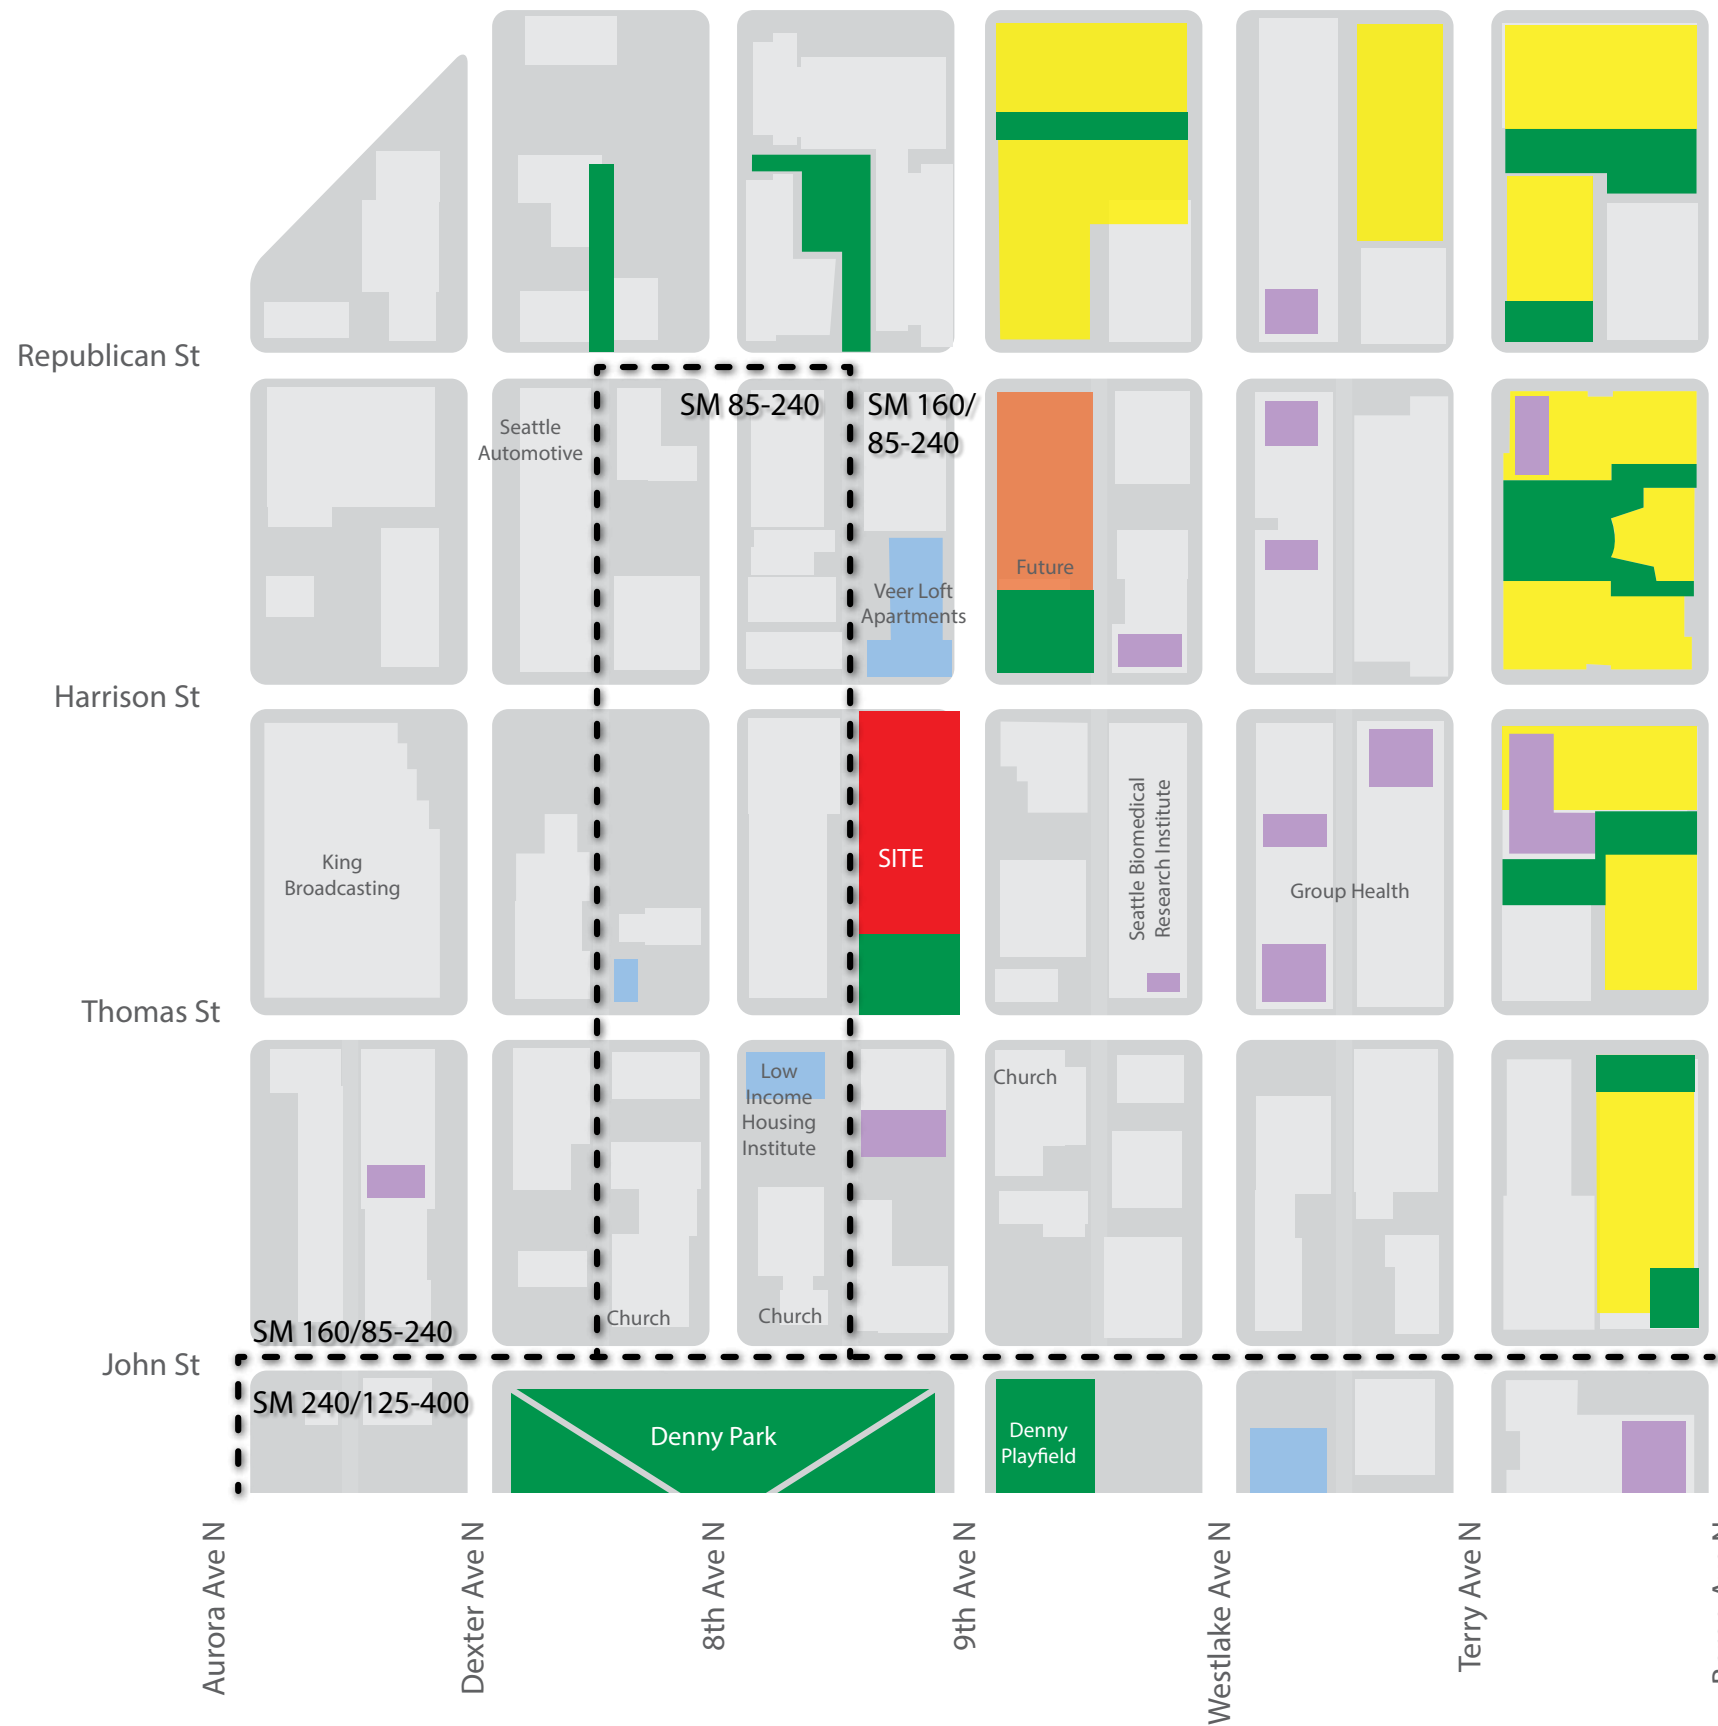 Republican St
SM 85-240
SM 160/
85-240
Seattle
Automotive
Future
Veer Loft
Apartments
Harrison St
King
Broadcasting
SITE
Seattle Biomedical
Research Institute
Group Health
Thomas St
Low
Income
Housing
Institute
Church
Church
Church
SM 160/85-240
John St
SM 240/125-400
Denny Park
Denny
Playfield
Aurora Ave N
Dexter Ave N
8th Ave N
9th Ave N
Westlake Ave N
Terry Ave N